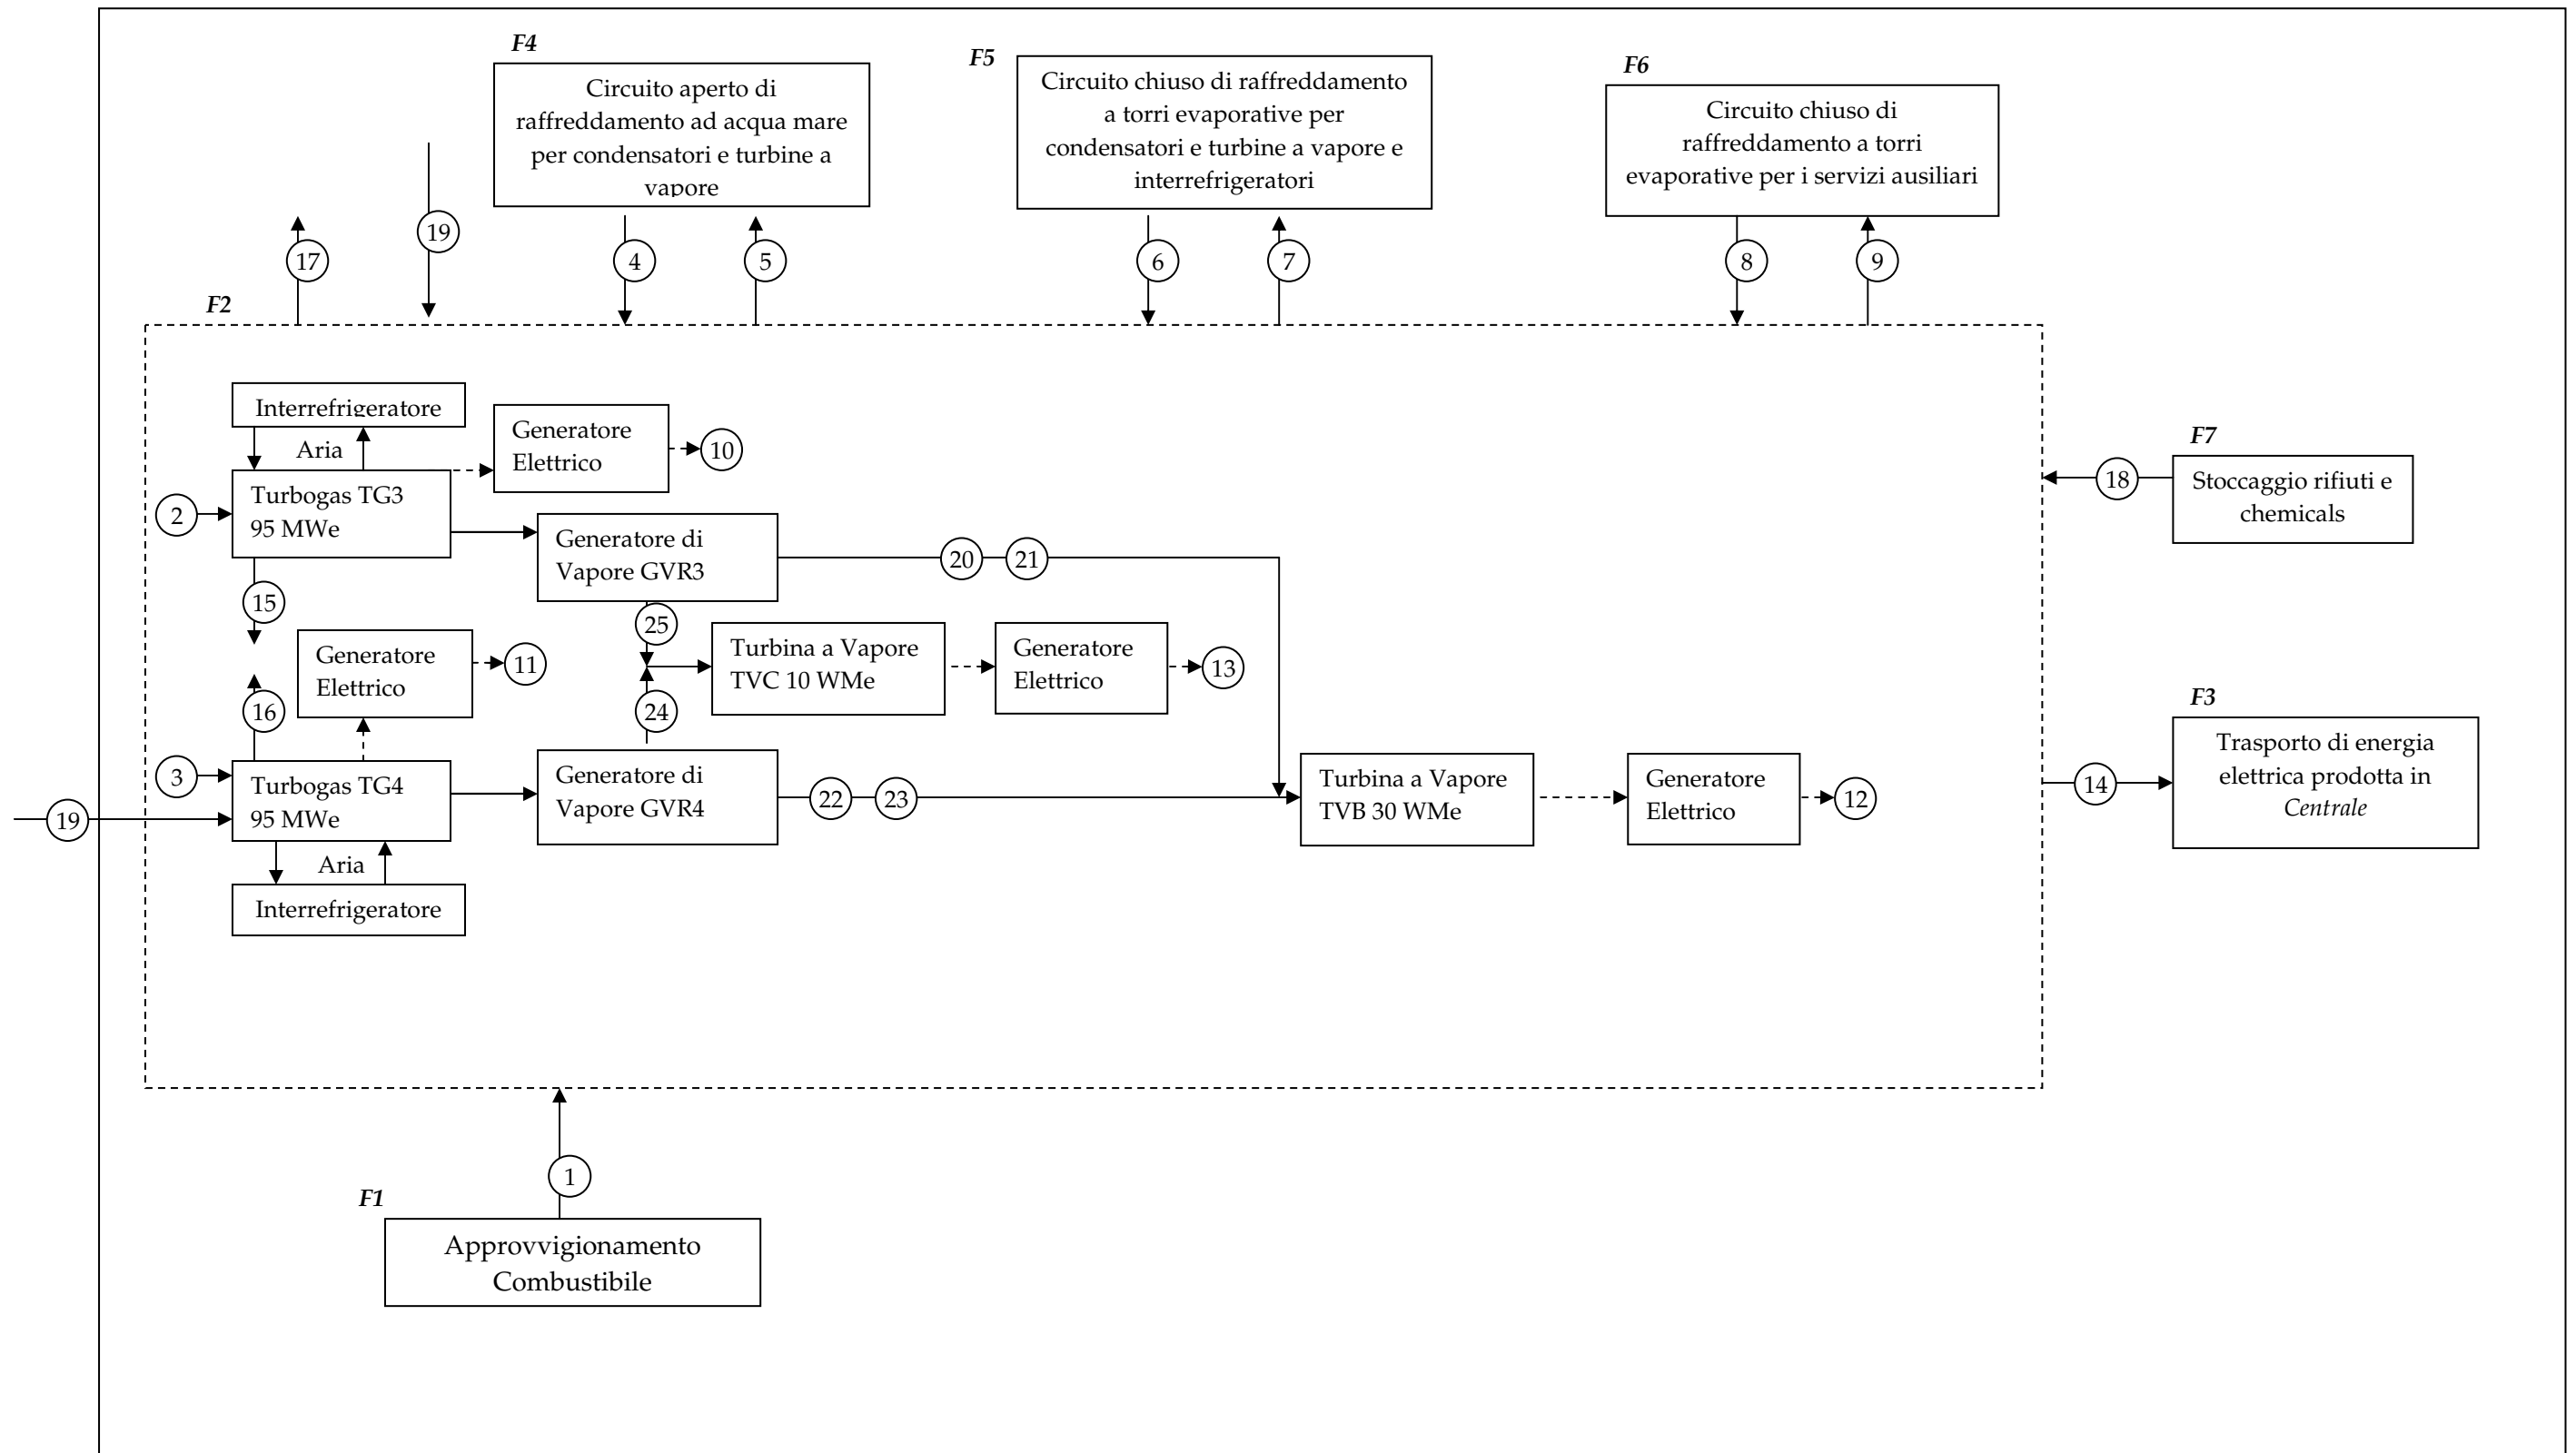 F4
Circuito aperto di
raffreddamento ad acqua mare
per condensatori e turbine a
vapore
F5
Circuito chiuso di raffreddamento
a torri evaporative per
condensatori e turbine a vapore e
interrefrigeratori
F6
Circuito chiuso di
raffreddamento a torri
evaporative per i servizi ausiliari
17
19
4
5
6
7
8
9
F2
Interrefrigeratore
Aria
Generatore
Elettrico
10
2
Turbogas TG3
95 MWe
F7
18
Stoccaggio rifiuti e
chemicals
Generatore di
Vapore GVR3
20
21
15
25
Generatore
Elettrico
11
Turbina a Vapore
TVC 10 WMe
Generatore
Elettrico
13
16
24
3
Turbogas TG4
95 MWe
19
Generatore di
Vapore GVR4
22
23
Turbina a Vapore
TVB 30 WMe
Generatore
Elettrico
12
14
F3
Trasporto di energia
elettrica prodotta in
Centrale
Aria
Interrefrigeratore
1
F1
Approvvigionamento
Combustibile